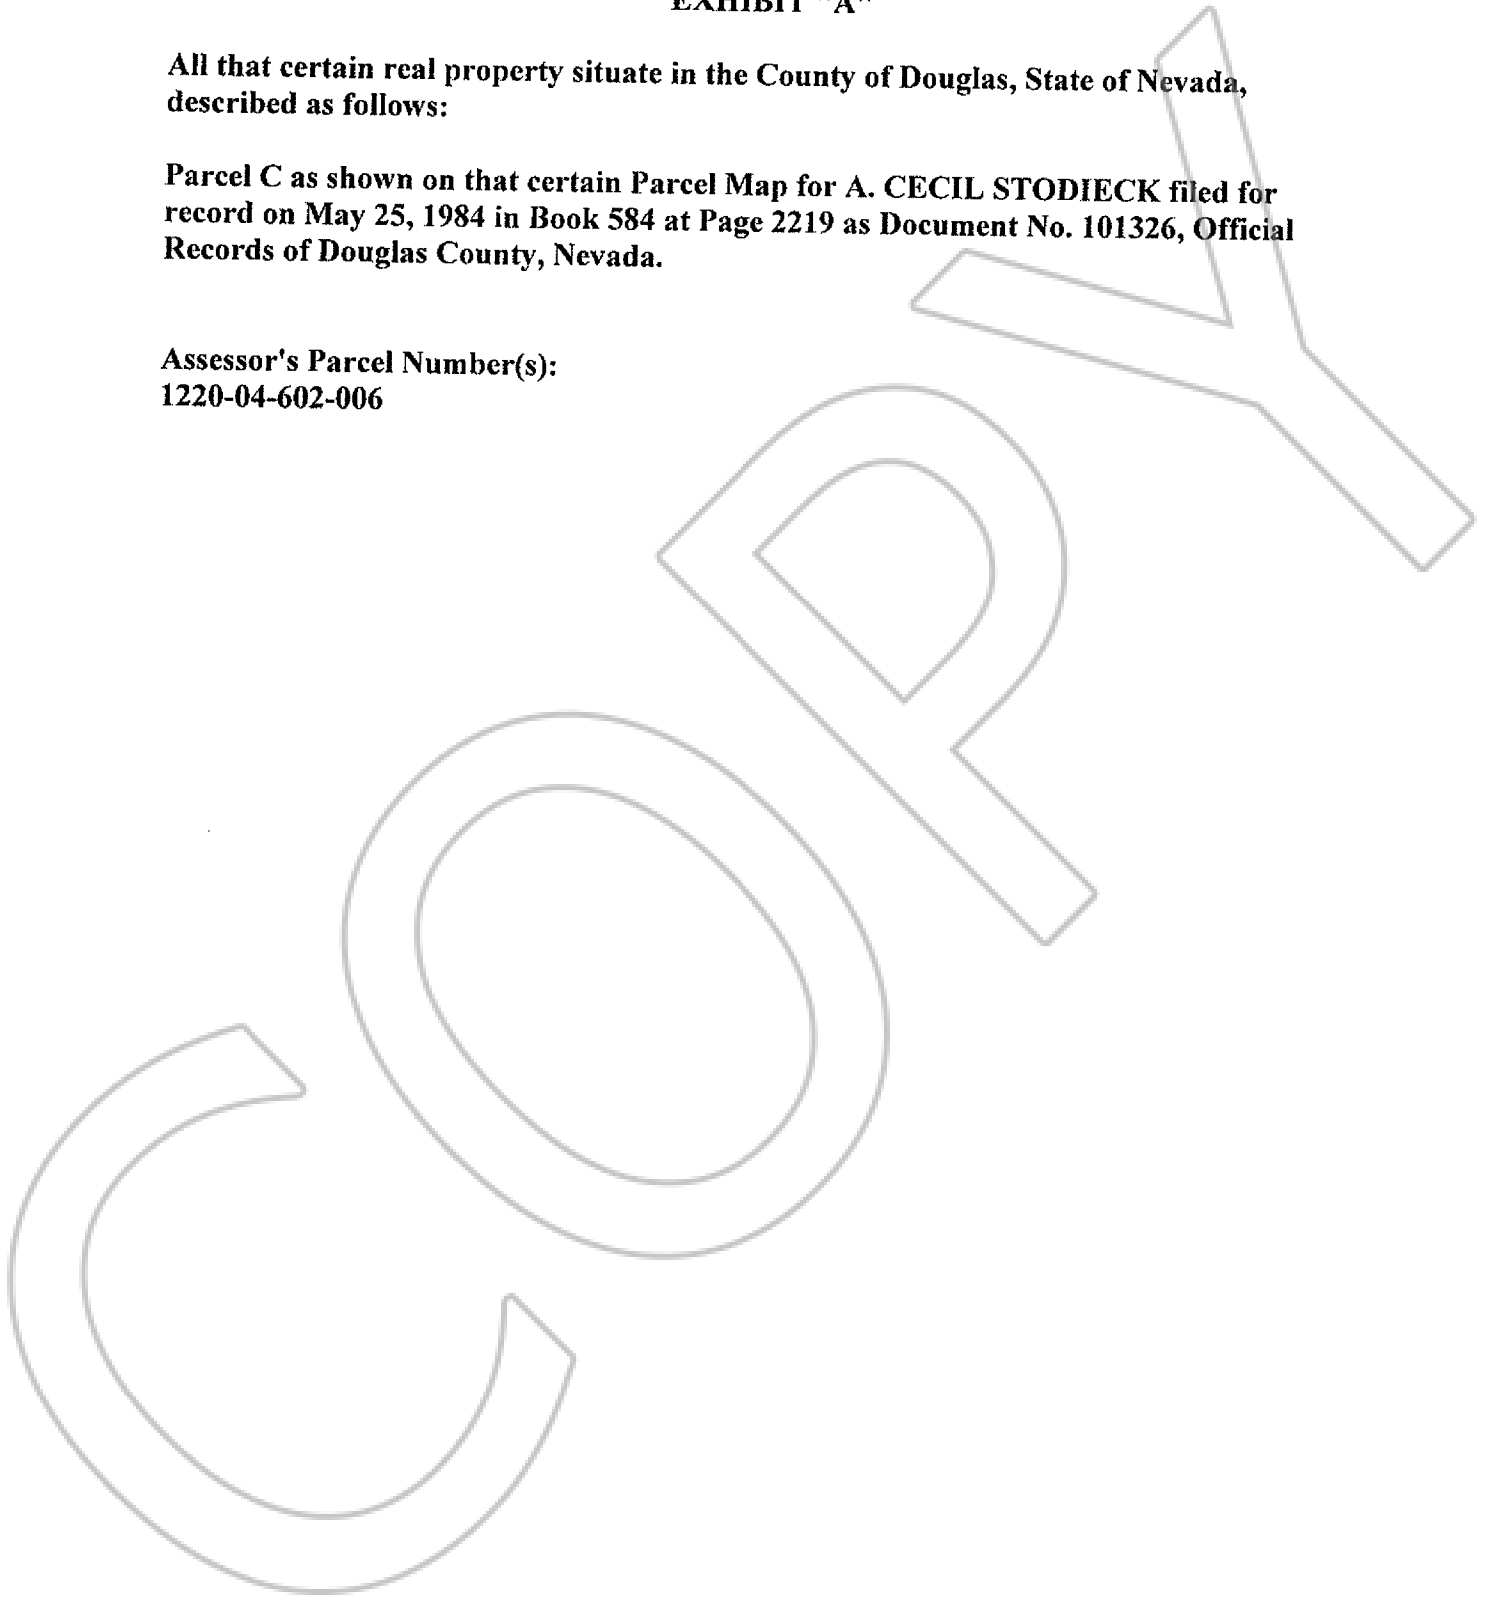 EXHIBIT "A"
All that certain real property situate in the County of Douglas, State of Nevada,
described as follows:
Parcel C as shown on that certain Parcel Map for A. CECIL STODIECK filed for
record on May 25, 1984 in Book 584 at Page 2219 as Document No. 101326, Official
Records of Douglas County, Nevada.
Assessor's Parcel Number(s):
1220-04-602-006
COPY